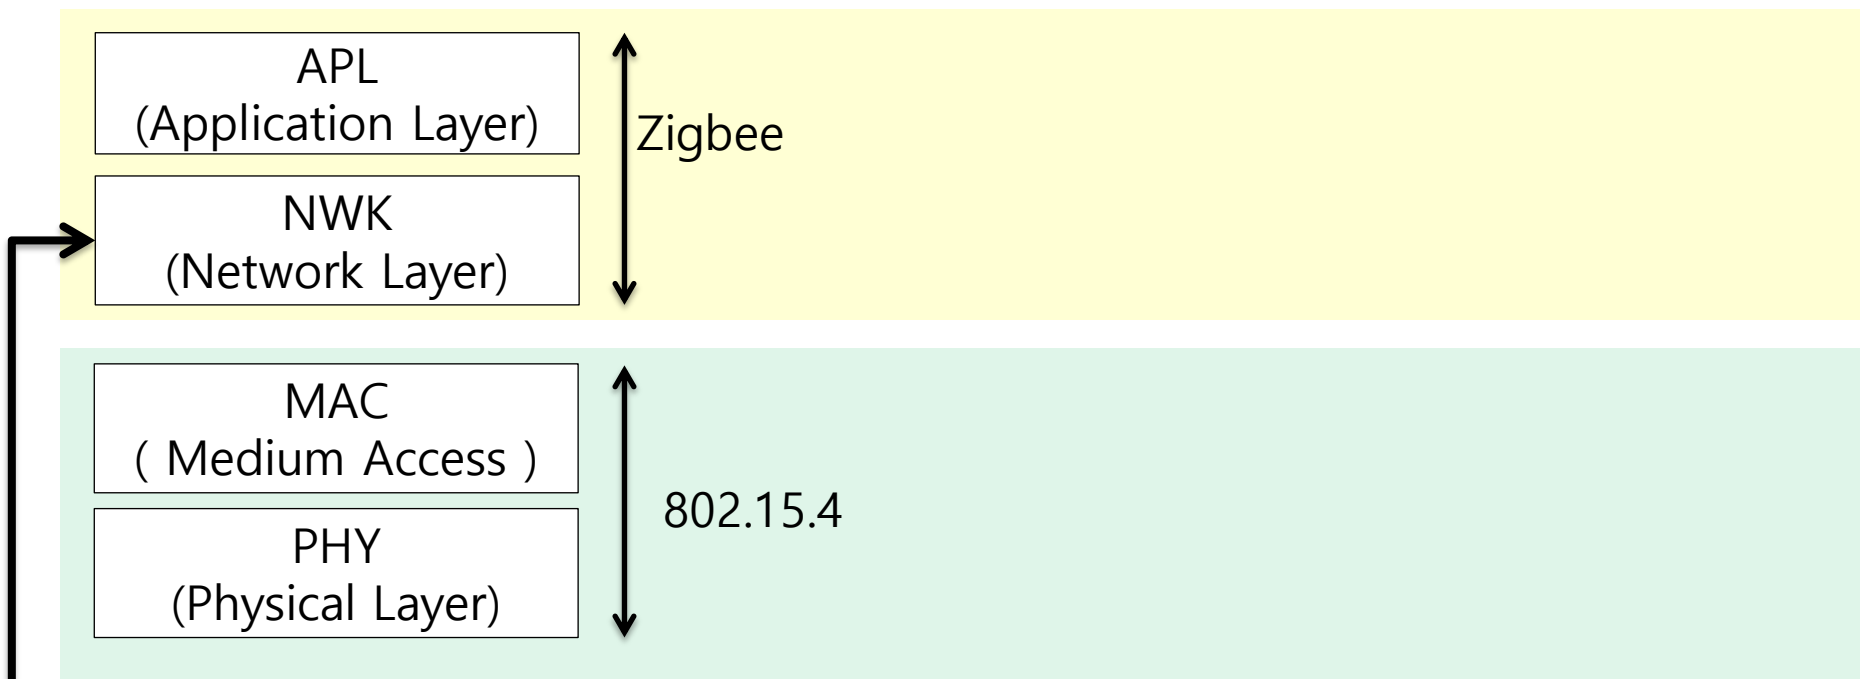 APL
(Application Layer)
Zigbee
NWK
(Network Layer)
MAC
( Medium Access )
802.15.4
PHY
(Physical Layer)